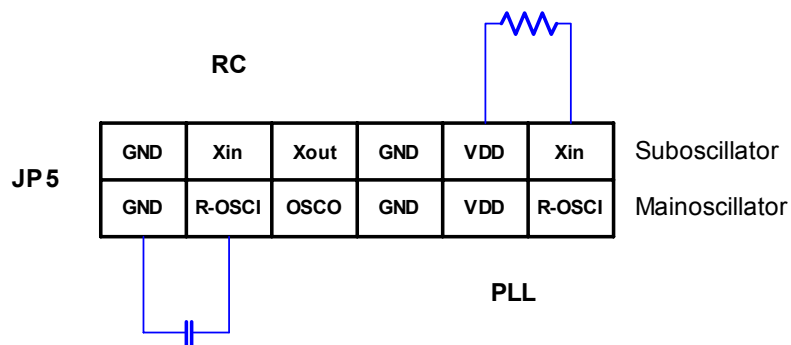 RC
GND Xin Xout GND VDD Xin Suboscillator
JP5
GND R-OSCI OSCO GND VDD R-OSCI Mainoscillator
PLL